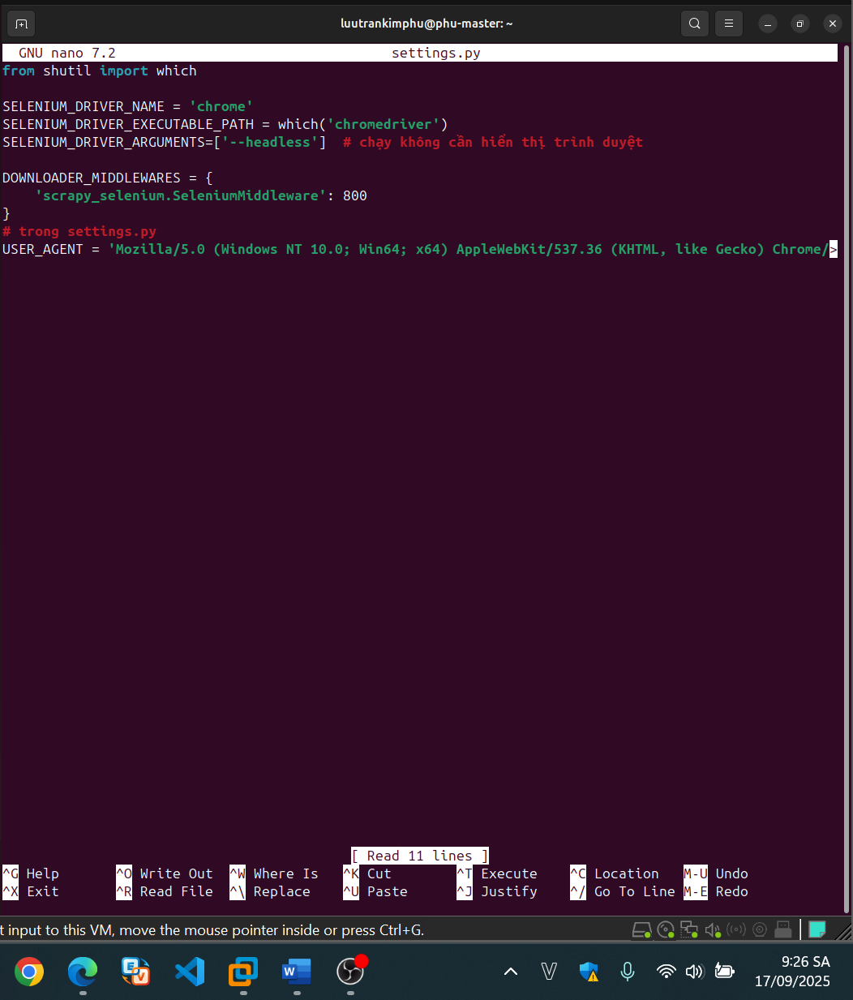 luutrankimphu@phu-master: ~
GNU nano 7.2 settings.py
from shutil import which
SELENIUM_DRIVER_NAME = 'chrome'
SELENIUM_DRIVER_EXECUTABLE_PATH = which('chromedriver')
SELENIUM_DRIVER_ARGUMENTS=['--headless']  # chạy không cần hiển thị trình duyệt
DOWNLOADER_MIDDLEWARES = {
    'scrapy_selenium.SeleniumMiddleware': 800
}
# trong settings.py
USER_AGENT = 'Mozilla/5.0 (Windows NT 10.0; Win64; x64) AppleWebKit/537.36 (KHTML, like Gecko) Chrome/>
[ Read 11 lines ]
^G Help ^O Write Out ^W Where Is ^K Cut ^T Execute ^C Location M-U Undo
^X Exit ^R Read File ^\ Replace ^U Paste ^J Justify ^/ Go To Line M-E Redo
t input to this VM, move the mouse pointer inside or press Ctrl+G.
9:26 SA
17/09/2025